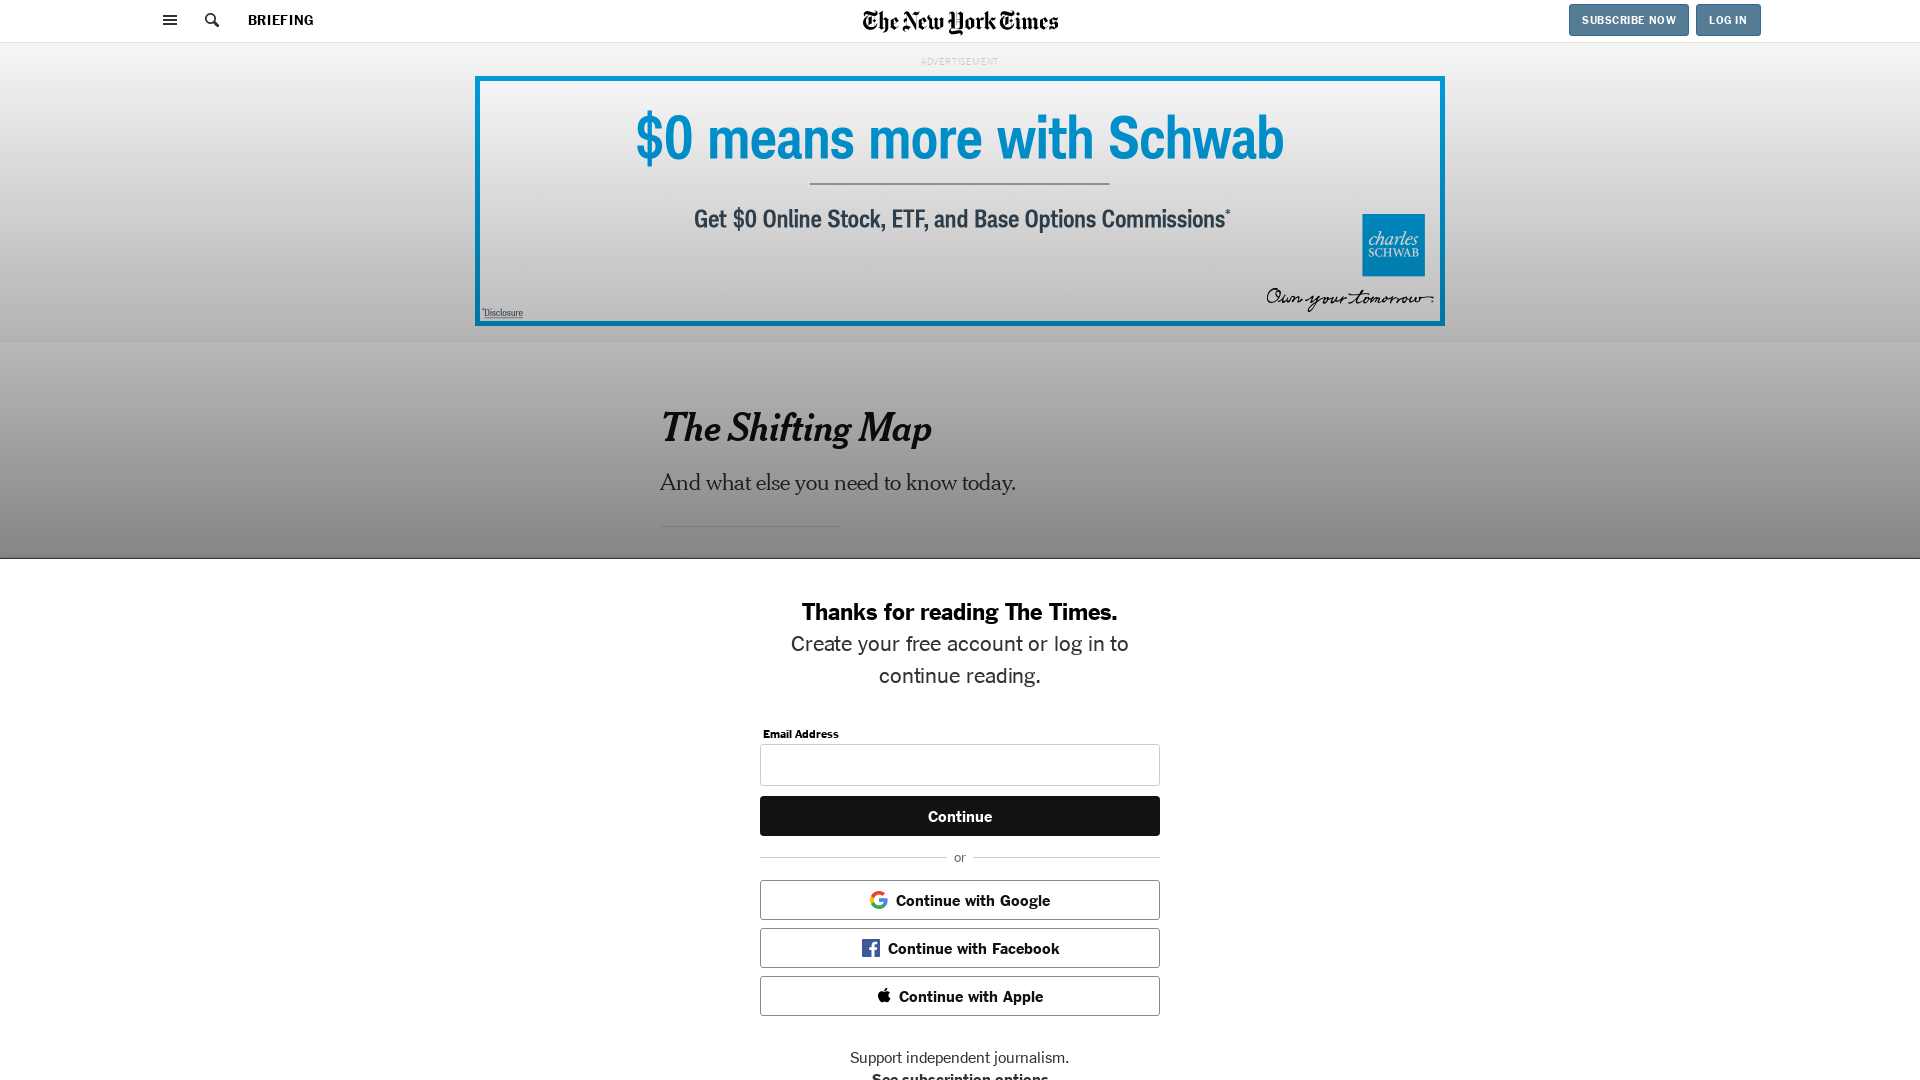 BRIEFING
The New York Times
SUBSCRIBE NOW
LOG IN
ADVERTISEMENT
$0 means more with Schwab
Get $0 Online Stock, ETF, and Base Options Commissions*
charles
SCHWAB
Own your tomorrow®
*Disclosure
The Shifting Map
And what else you need to know today.
Thanks for reading The Times.
Create your free account or log in to
continue reading.
Email Address
Continue
or
Continue with Google
Continue with Facebook
Continue with Apple
Support independent journalism.
See subscription options